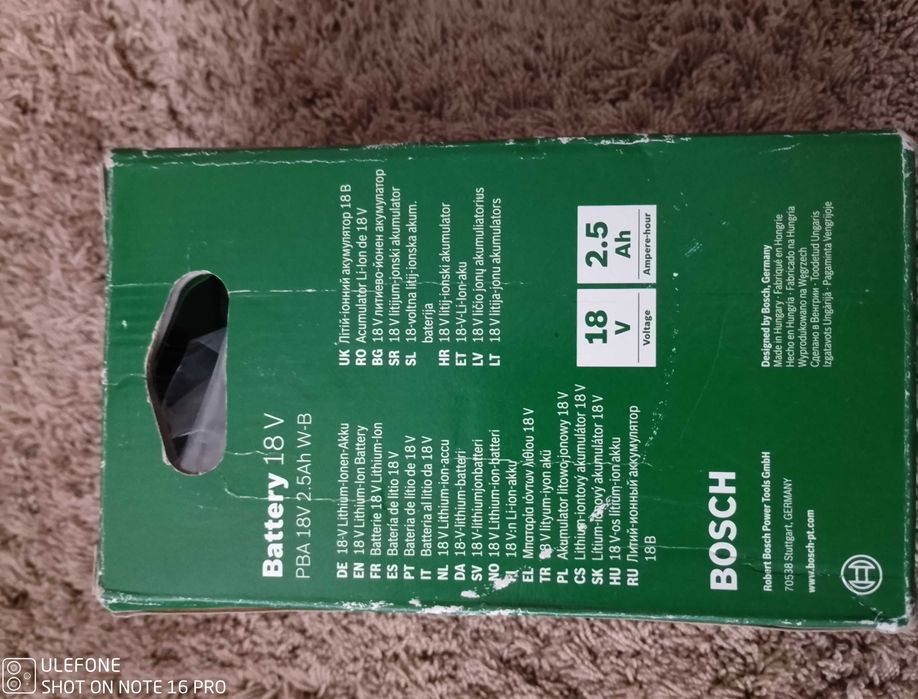 Battery 18 V
PBA 18V 2.5Ah W-B
DE 18-V Lithium-Ionen-Akku
EN 18 V Lithium-Ion Battery
FR Batterie 18 V Lithium-Ion
ES Batería de litio 18 V
PT Bateria de lítio de 18 V
IT Batteria al litio da 18 V
NL 18 V Lithium-ion-accu
DA 18-V-lithium-batteri
SV 18 V-lithiumjonbatteri
NO 18 V Lithium-ion-batteri
FI 18 V:n Li-ion-akku
EL Μπαταρία ιόντων λιθίου 18V
TR 18 V lityum-iyon akü
PL Akumulator litowo-jonowy 18 V
CS Lithium-iontový akumulátor 18 V
SK Lítium-iónový akumulátor 18 V
HU 18 V-os lítium-ion akku
RU Литий-ионный аккумулятор
18В
UK Літій-іонний акумулятор 18 В
RO Acumulator Li-Ion de 18 V
BG 18 V литиево-йонен акумулатор
SR 18 V litijum-jonski akumulator
SL 18-voltna litij-ionska akum.
baterija
HR 18 V litij-ionski akumulator
ET 18-V-Li-Ion-aku
LV 18 V ličio jonų akumuliatorius
LT 18 V litija-jonu akumulators
18
V
Voltage
2.5
Ah
Ampere-hour
BOSCH
Robert Bosch Power Tools GmbH
70538 Stuttgart, GERMANY
www.bosch-pt.com
Designed by Bosch, Germany
Made in Hungary · Fabriqué en Hongrie
Hecho en Hungría · Fabricado na Hungria
Wyprodukowano na Węgrzech
Сделано в Венгрии · Toodetud Ungaris
Izgatavots Ungārijā · Pagaminta Vengrijoje
ULEFONE
SHOT ON NOTE 16 PRO